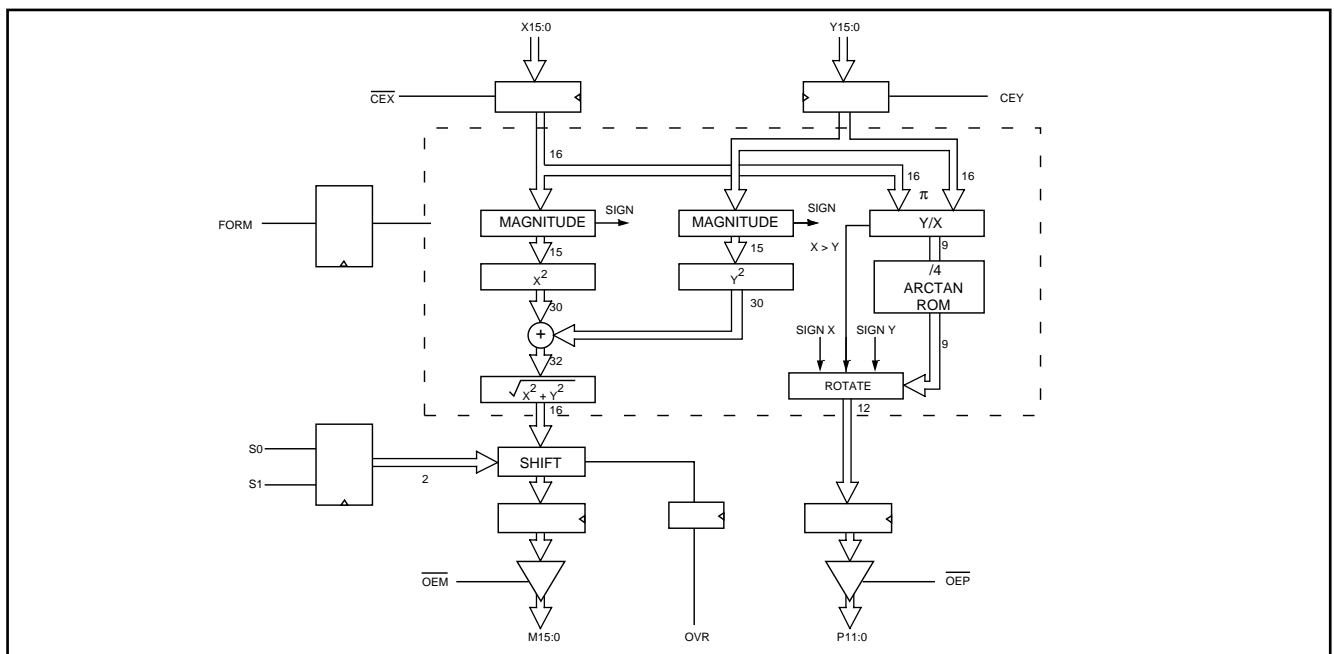 X15:0
Y15:0
CEX
CEY
16
16
16
π
FORM
MAGNITUDE
SIGN
MAGNITUDE
SIGN
Y/X
15
15
X > Y
9
X2
Y2
/4
ARCTAN
ROM
30
30
+
SIGN X
SIGN Y
9
32
√X2 + Y2
ROTATE
16
12
S0
S1
2
SHIFT
OEM
OEP
M15:0
OVR
P11:0